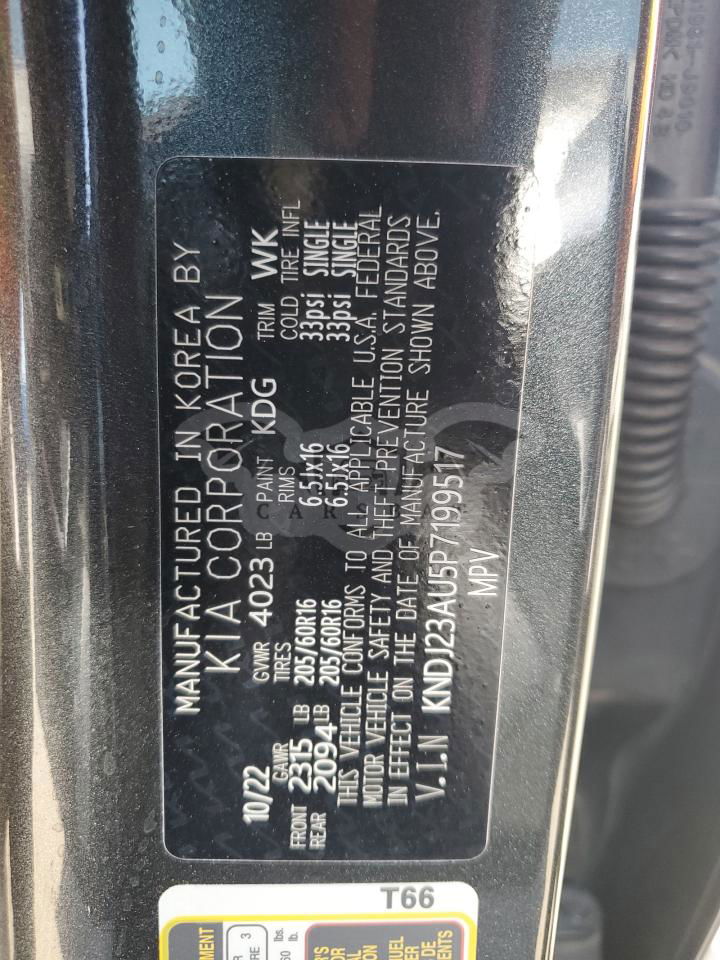 MANUFACTURED IN KOREA BY
KIA CORPORATION
10/22 GVWR 4023 LB PAINT KDG TRIM WK
GAWR TIRES RIMS COLD TIRE INFL
FRONT 2315 LB 205/60R16 6.5Jx16 33psi SINGLE
REAR 2094 LB 205/60R16 6.5Jx16 33psi SINGLE
THIS VEHICLE CONFORMS TO ALL APPLICABLE U.S.A. FEDERAL
MOTOR VEHICLE SAFETY AND THEFT PREVENTION STANDARDS
IN EFFECT ON THE DATE OF MANUFACTURE SHOWN ABOVE.
V.I.N KNDJ23AU5P7199517
MPV
T66